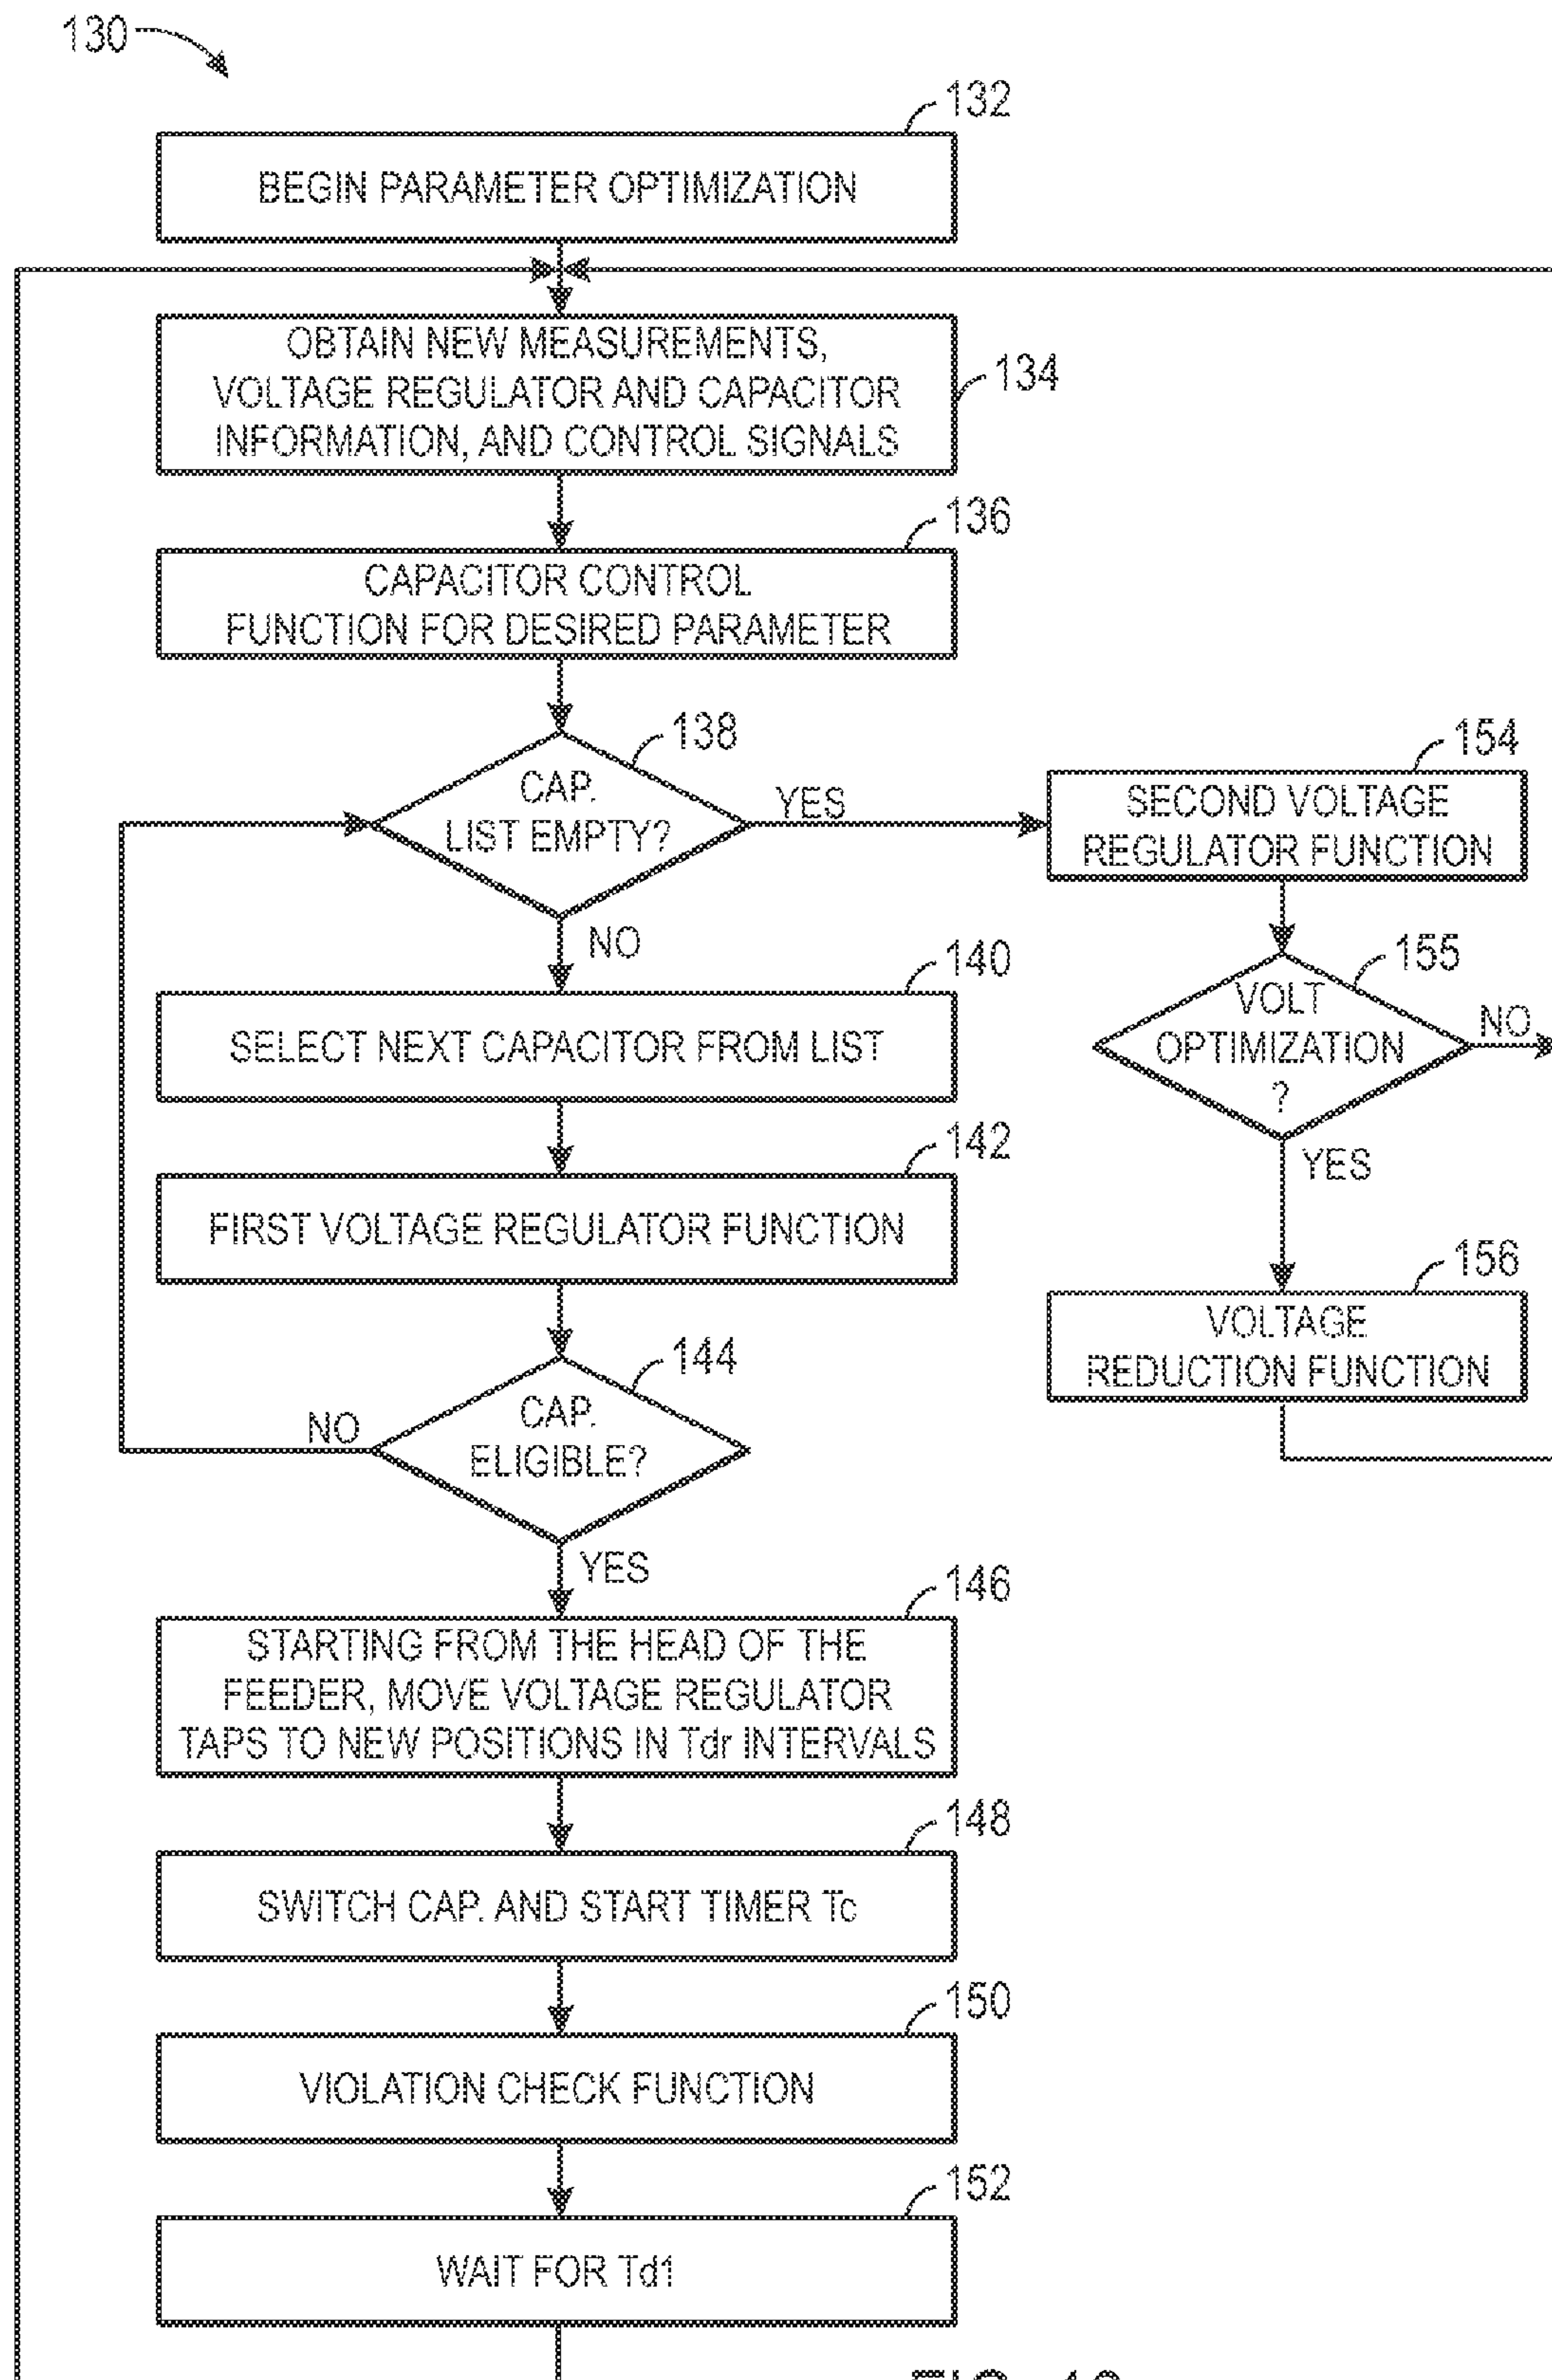 130
132
BEGIN PARAMETER OPTIMIZATION
OBTAIN NEW MEASUREMENTS,
VOLTAGE REGULATOR AND CAPACITOR
INFORMATION, AND CONTROL SIGNALS
134
136
CAPACITOR CONTROL
FUNCTION FOR DESIRED PARAMETER
138
CAP.
LIST EMPTY?
YES
NO
154
SECOND VOLTAGE
REGULATOR FUNCTION
155
VOLT
OPTIMIZATION
?
NO
YES
156
VOLTAGE
REDUCTION FUNCTION
140
SELECT NEXT CAPACITOR FROM LIST
142
FIRST VOLTAGE REGULATOR FUNCTION
144
CAP.
ELIGIBLE?
NO
YES
146
STARTING FROM THE HEAD OF THE
FEEDER, MOVE VOLTAGE REGULATOR
TAPS TO NEW POSITIONS IN Tdr INTERVALS
148
SWITCH CAP. AND START TIMER Tc
150
VIOLATION CHECK FUNCTION
152
WAIT FOR Td1